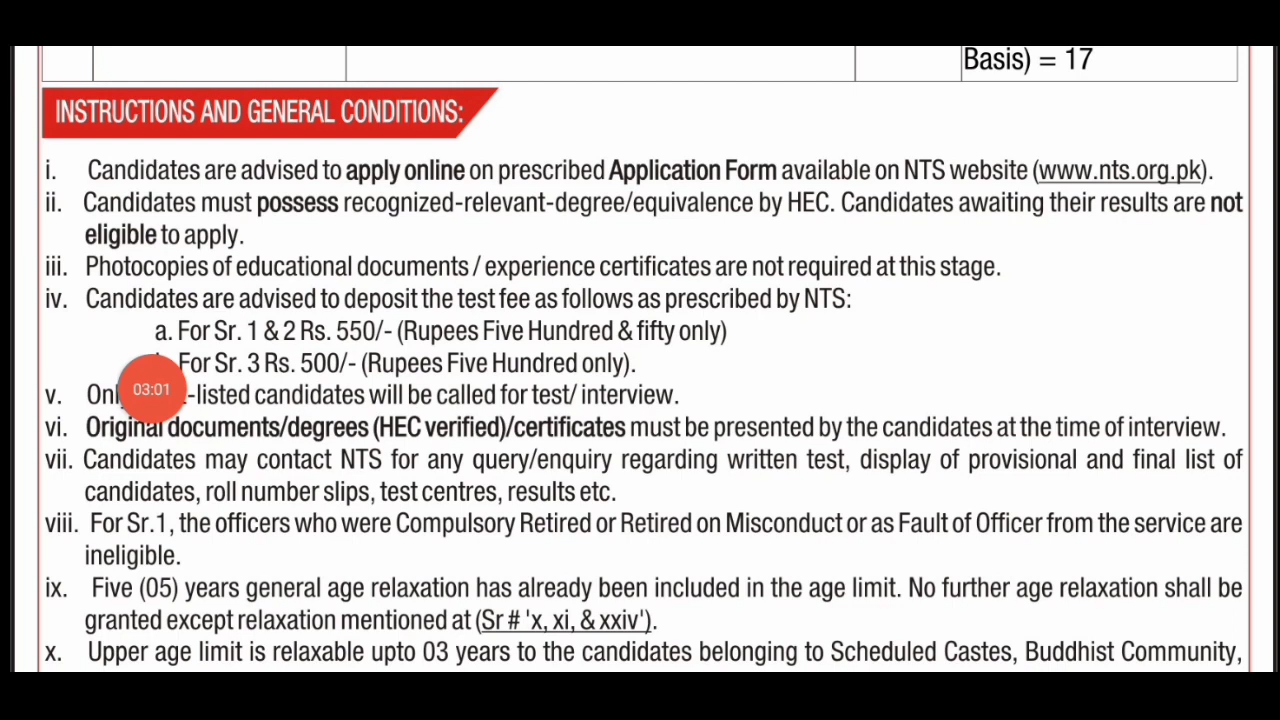 Basis) = 17
INSTRUCTIONS AND GENERAL CONDITIONS:
i. Candidates are advised to apply online on prescribed Application Form available on NTS website (www.nts.org.pk).
ii. Candidates must possess recognized-relevant-degree/equivalence by HEC. Candidates awaiting their results are not
eligible to apply.
iii. Photocopies of educational documents / experience certificates are not required at this stage.
iv. Candidates are advised to deposit the test fee as follows as prescribed by NTS:
a. For Sr. 1 & 2 Rs. 550/- (Rupees Five Hundred & fifty only)
For Sr. 3 Rs. 500/- (Rupees Five Hundred only).
03:01
v. -listed candidates will be called for test/ interview.
vi. Original documents/degrees (HEC verified)/certificates must be presented by the candidates at the time of interview.
vii. Candidates may contact NTS for any query/enquiry regarding written test, display of provisional and final list of
candidates, roll number slips, test centres, results etc.
viii. For Sr.1, the officers who were Compulsory Retired or Retired on Misconduct or as Fault of Officer from the service are
ineligible.
ix. Five (05) years general age relaxation has already been included in the age limit. No further age relaxation shall be
granted except relaxation mentioned at (Sr # 'x, xi, & xxiv').
x. Upper age limit is relaxable upto 03 years to the candidates belonging to Scheduled Castes, Buddhist Community,